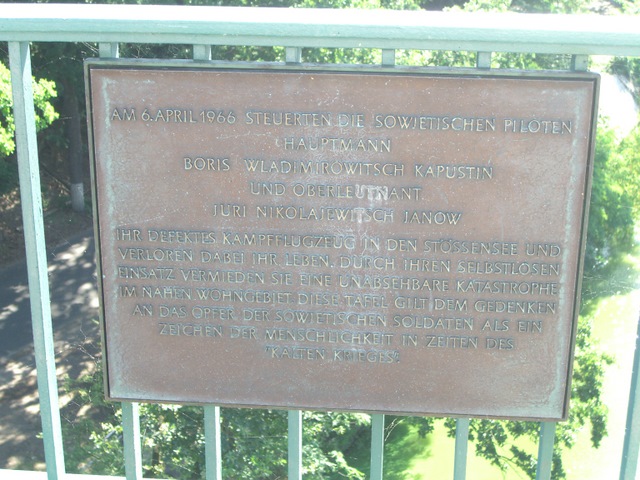 AM 6. APRIL 1966 STEUERTEN DIE SOWJETISCHEN PILOTEN
HAUPTMANN
BORIS WLADIMIROWITSCH KAPUSTIN
UND OBERLEUTNANT
JURI NIKOLAJEWITSCH JANOW
IHR DEFEKTES KAMPFFLUGZEUG IN DEN STÖSSENSEE UND
VERLOREN DABEI IHR LEBEN. DURCH IHREN SELBSTLOSEN
EINSATZ VERMIEDEN SIE EINE UNABSEHBARE KATASTROPHE
IM NAHEN WOHNGEBIET DIESE TAFEL GILT DEM GEDENKEN
AN DAS OPFER DER SOWJETISCHEN SOLDATEN ALS EIN
ZEICHEN DER MENSCHLICHKEIT IN ZEITEN DES
"KALTEN KRIEGES".